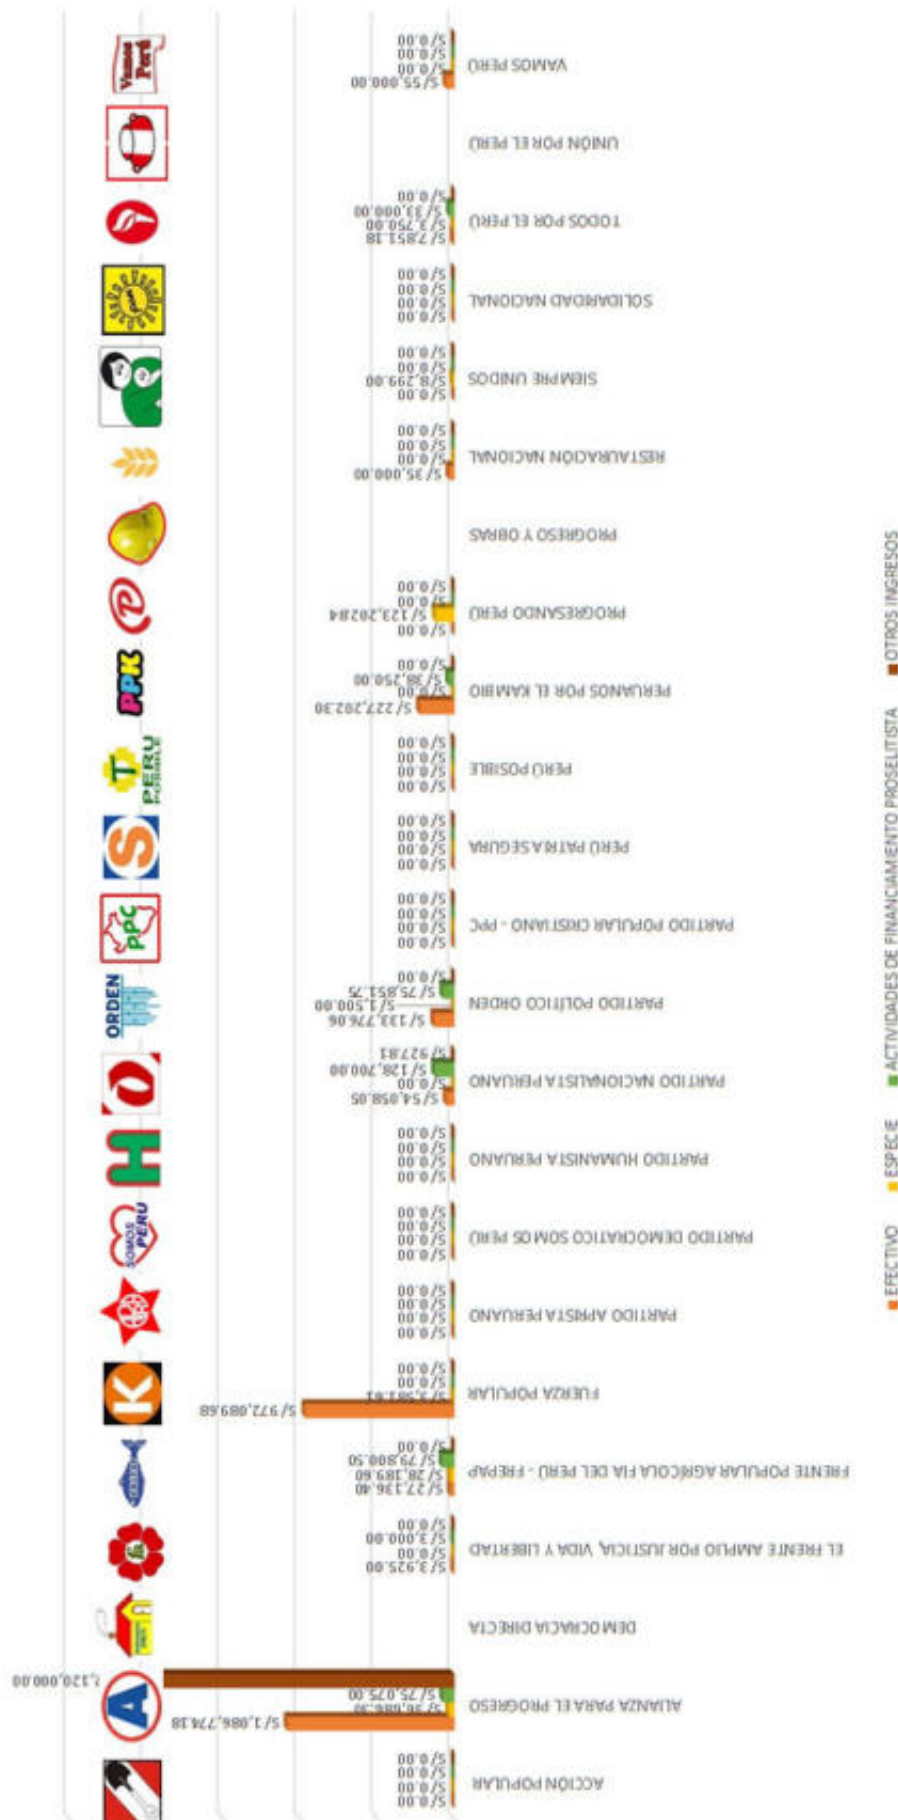 ACCIÓN POPULAR
S/0.00
S/0.00
S/0.00
S/0.00
A
ALIANZA PARA EL PROGRESO
S/1,086,774.18
S/36,686.30
S/75,075.00
,120,000.00
DEMOCRACIA DIRECTA
EL FRENTE AMPLIO POR JUSTICIA, VIDA Y LIBERTAD
S/3,925.00
S/0.00
S/3,000.00
S/0.00
FRENTE POPULAR AGRÍCOLA FIA DEL PERÚ - FREPAP
S/27,136.40
S/28,189.60
S/79,800.50
S/0.00
K
FUERZA POPULAR
S/972,089.68
S/3,581.61
S/0.00
S/0.00
PARTIDO APRISTA PERUANO
S/0.00
S/0.00
S/0.00
S/0.00
SOMOS
PERU
PARTIDO DEMOCRATICO SOMOS PERÚ
S/0.00
S/0.00
S/0.00
S/0.00
H
PARTIDO HUMANISTA PERUANO
S/0.00
S/0.00
S/0.00
S/0.00
PARTIDO NACIONALISTA PERUANO
S/54,058.05
S/0.00
S/128,700.00
S/927.81
ORDEN
PARTIDO POLÍTICO ORDEN
S/133,776.06
S/1,500.00
S/75,851.75
S/0.00
PPC
PARTIDO POPULAR CRISTIANO - PPC
S/0.00
S/0.00
S/0.00
S/0.00
S
PERÚ PATRIA SEGURA
S/0.00
S/0.00
S/0.00
S/0.00
T
PERU
POSIBLE
PERÚ POSIBLE
S/0.00
S/0.00
S/0.00
S/0.00
PPK
PERUANOS POR EL KAMBIO
S/227,202.30
S/0.00
S/38,250.00
S/0.00
P
PROGRESANDO PERÚ
S/0.00
S/123,202.84
S/0.00
S/0.00
PROGRESO Y OBRAS
RESTAURACIÓN NACIONAL
S/35,000.00
S/0.00
S/0.00
S/0.00
SIEMPRE UNIDOS
S/0.00
S/8,299.00
S/0.00
S/0.00
SOLIDARIDAD NACIONAL
S/0.00
S/0.00
S/0.00
S/0.00
TODOS POR EL PERÚ
S/7,851.18
S/3,750.00
S/33,000.00
S/0.00
UNIÓN POR EL PERÚ
Vamos
Perú
VAMOS PERÚ
S/55,000.00
S/0.00
S/0.00
S/0.00
EFECTIVO
ESPECIE
ACTIVIDADES DE FINANCIAMIENTO PROSELITISTA
OTROS INGRESOS